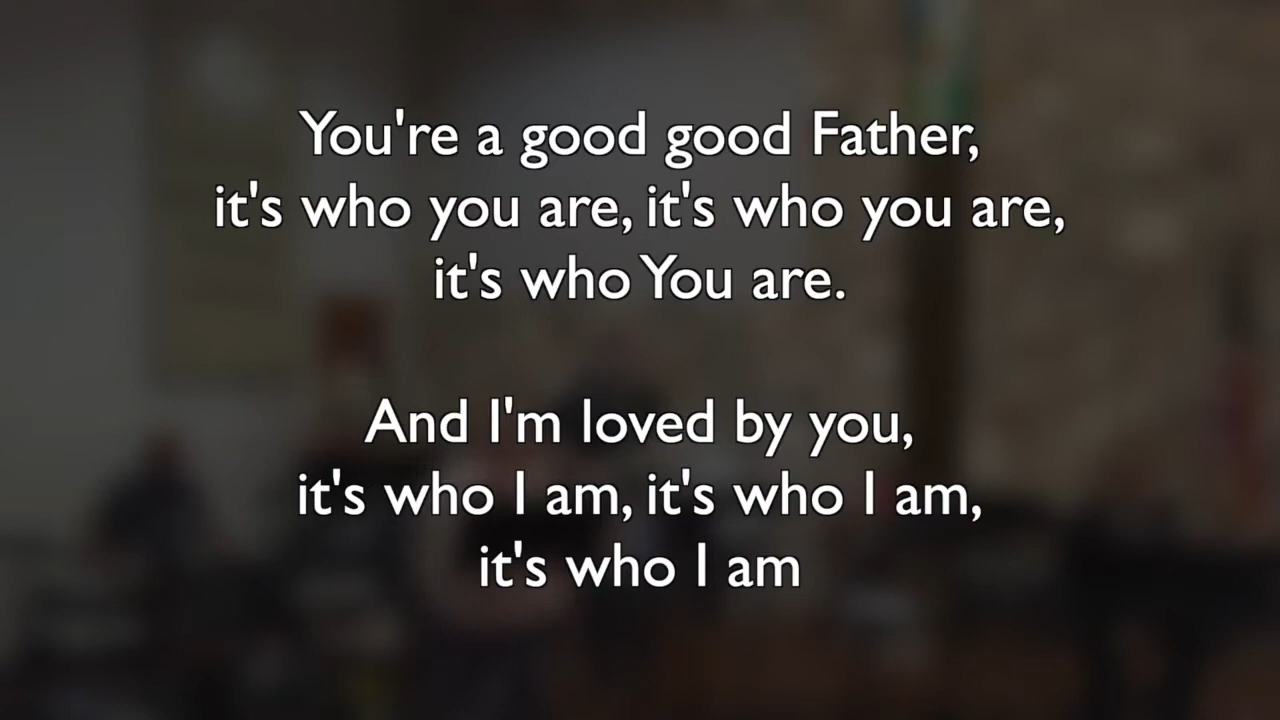 You're a good good Father,
it's who you are, it's who you are,
it's who You are.
And I'm loved by you,
it's who I am, it's who I am,
it's who I am